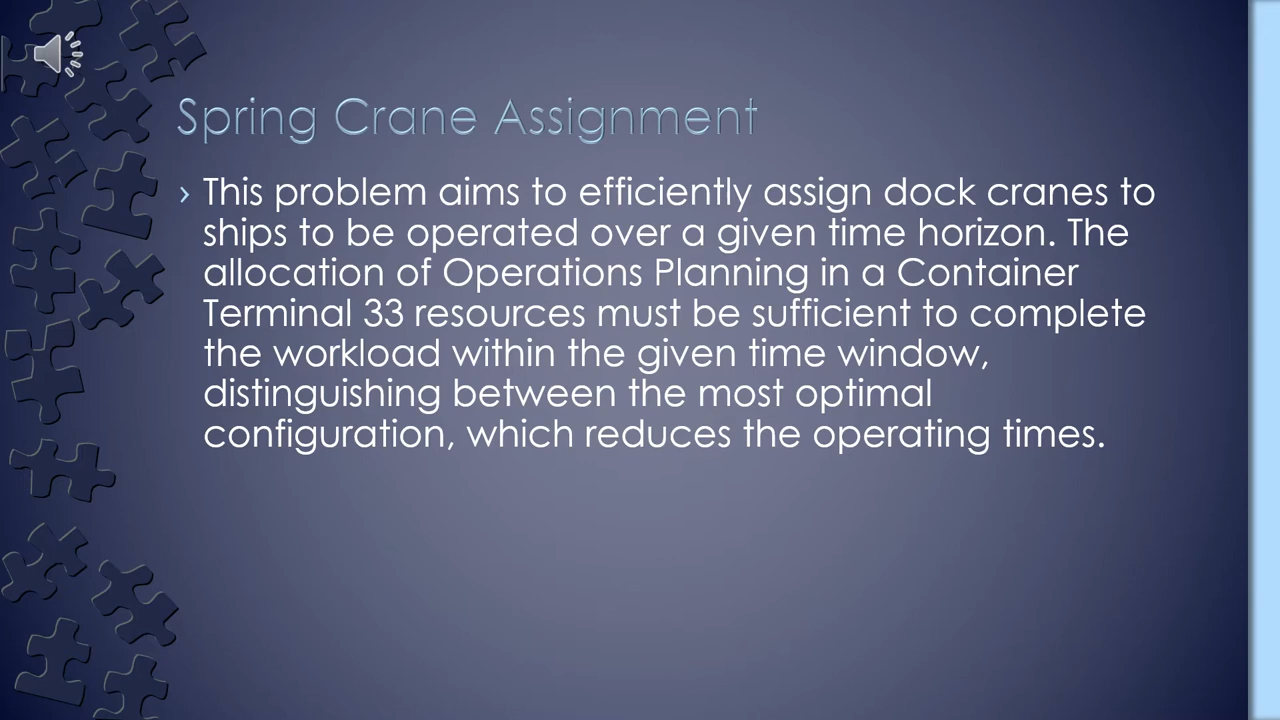 Spring Crane Assignment
› This problem aims to efficiently assign dock cranes to
ships to be operated over a given time horizon. The
allocation of Operations Planning in a Container
Terminal 33 resources must be sufficient to complete
the workload within the given time window,
distinguishing between the most optimal
configuration, which reduces the operating times.